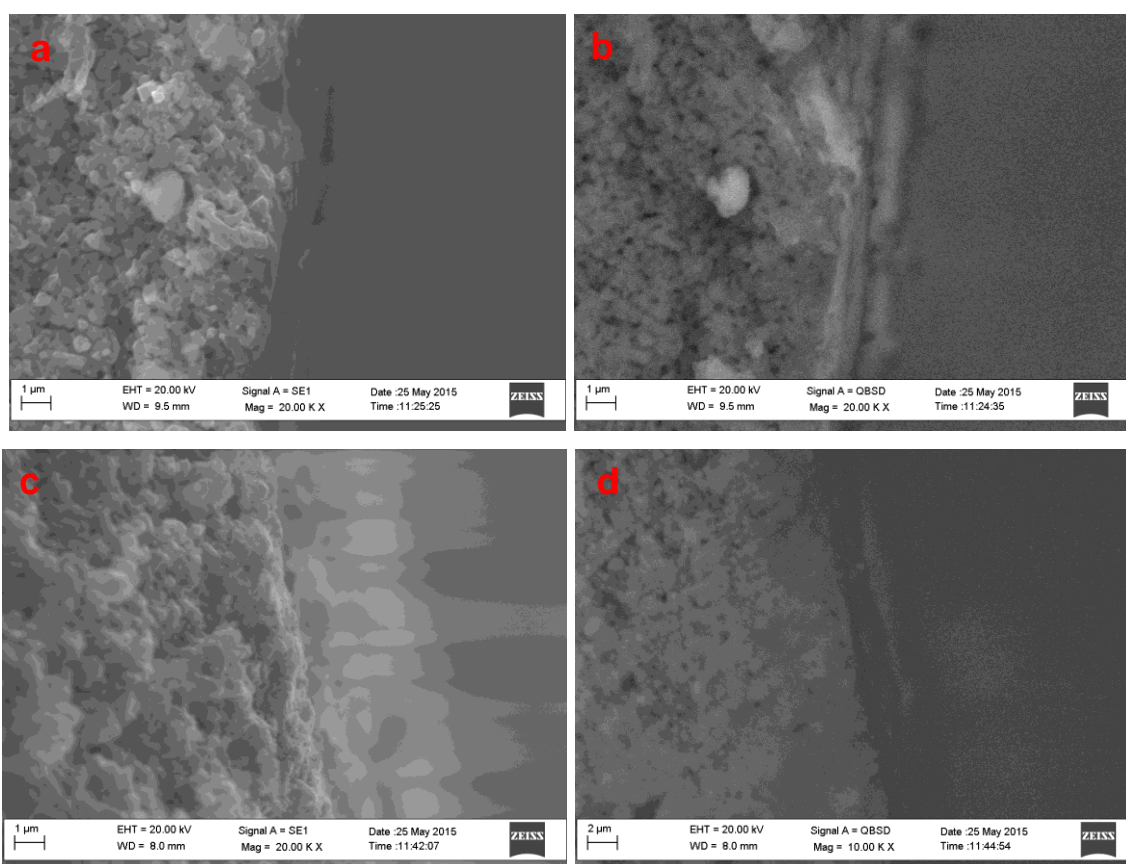 a
1 µm
EHT = 20.00 kV
Signal A = SE1
Date :25 May 2015
ZEISS
WD = 9.5 mm
Mag = 20.00 K X
Time :11:25:25
b
1 µm
EHT = 20.00 kV
Signal A = QBSD
Date :25 May 2015
ZEISS
WD = 9.5 mm
Mag = 20.00 K X
Time :11:24:35
c
1 µm
EHT = 20.00 kV
Signal A = SE1
Date :25 May 2015
ZEISS
WD = 8.0 mm
Mag = 20.00 K X
Time :11:42:07
d
2 µm
EHT = 20.00 kV
Signal A = QBSD
Date :25 May 2015
ZEISS
WD = 8.0 mm
Mag = 10.00 K X
Time :11:44:54